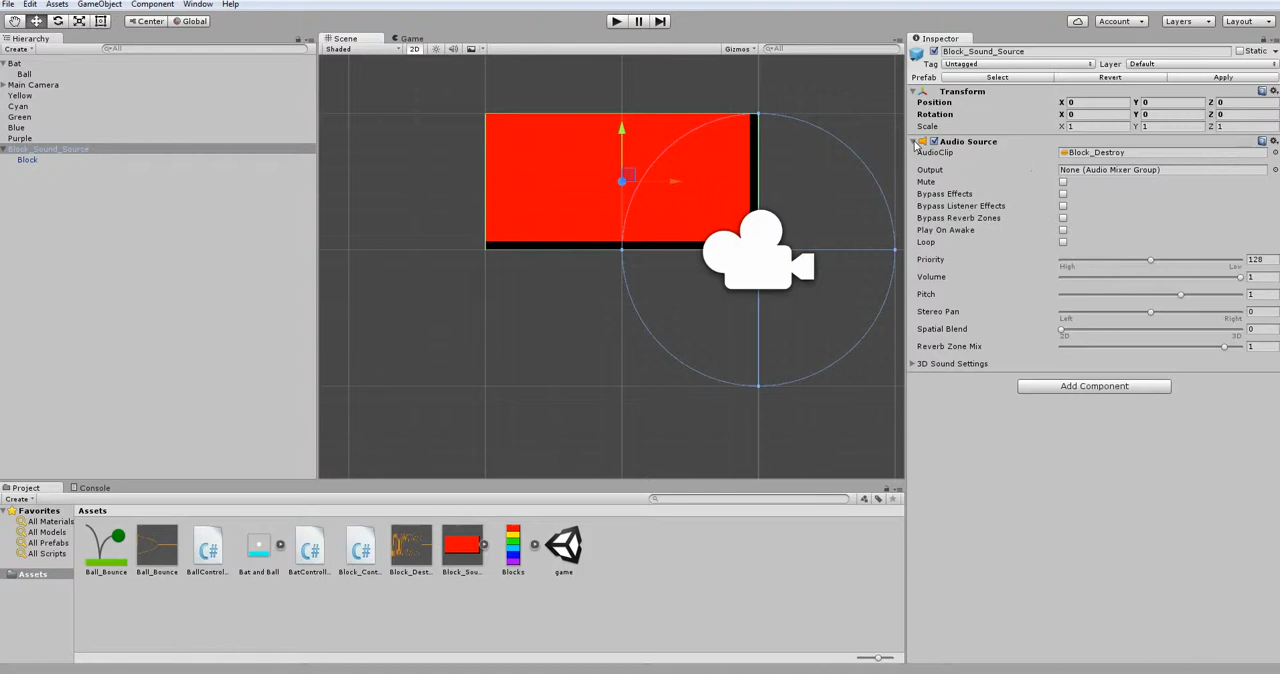 File Edit Assets GameObject Component Window Help
Center Global Account Layers Layout
Hierarchy
Create All
Bat
Ball
Main Camera
Yellow
Cyan
Green
Blue
Purple
Block_Sound_Source
Block
Scene Game
Shaded 2D Gizmos All
Inspector
Block_Sound_Source Static
Tag Untagged Layer Default
Prefab Select Revert Apply
Transform
Position X 0 Y 0 Z 0
Rotation X 0 Y 0 Z 0
Scale X 1 Y 1 Z 1
Audio Source
AudioClip Block_Destroy
Output None (Audio Mixer Group)
Mute
Bypass Effects
Bypass Listener Effects
Bypass Reverb Zones
Play On Awake
Loop
Priority 128
High Low
Volume 1
Pitch 1
Stereo Pan 0
Left Right
Spatial Blend 0
2D 3D
Reverb Zone Mix 1
3D Sound Settings
Add Component
Project Console
Create
Favorites
All Materials
All Models
All Prefabs
All Scripts
Assets
Assets
Ball_Bounce Ball_Bounce BallControl... Bat and Ball BatControll... Block_Cont... Block_Dest... Block_Sou... Blocks game
C# C# C#